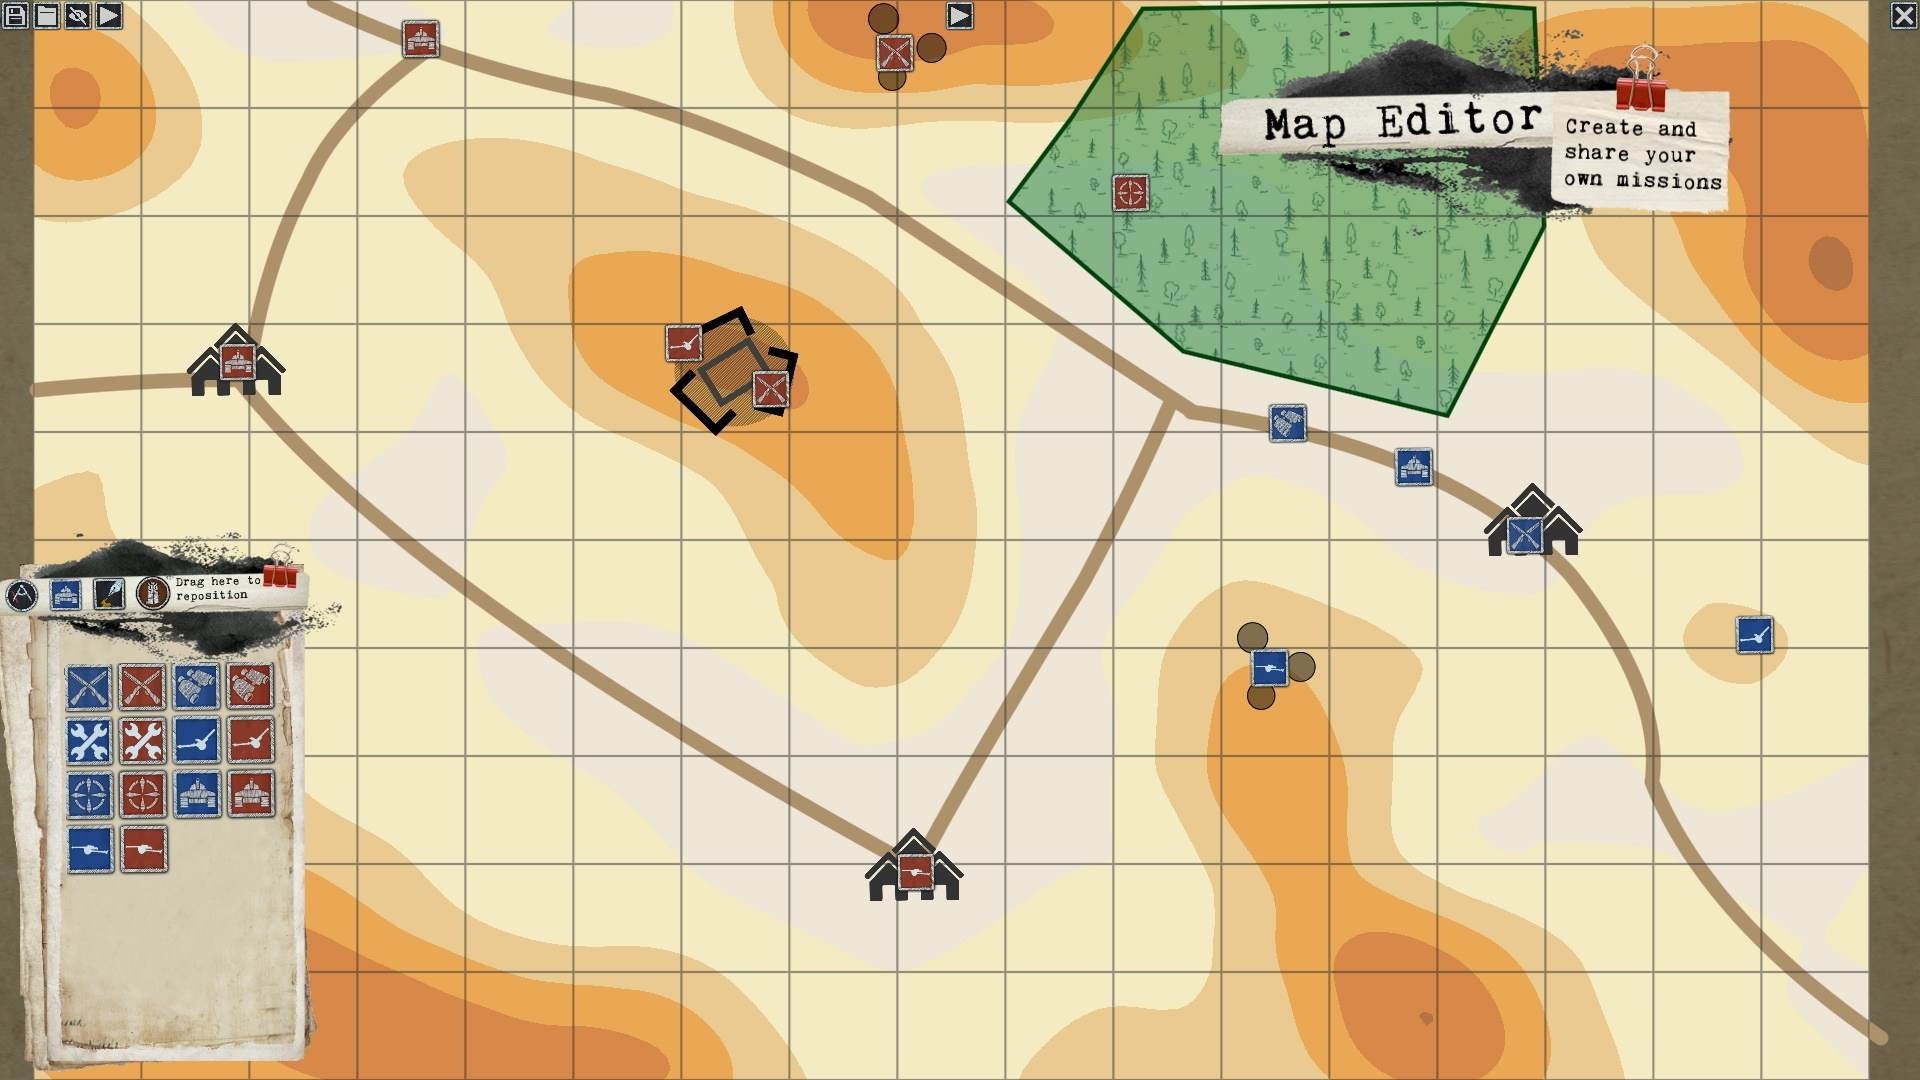 Map Editor
Create and
share your
own missions
Drag here to
reposition